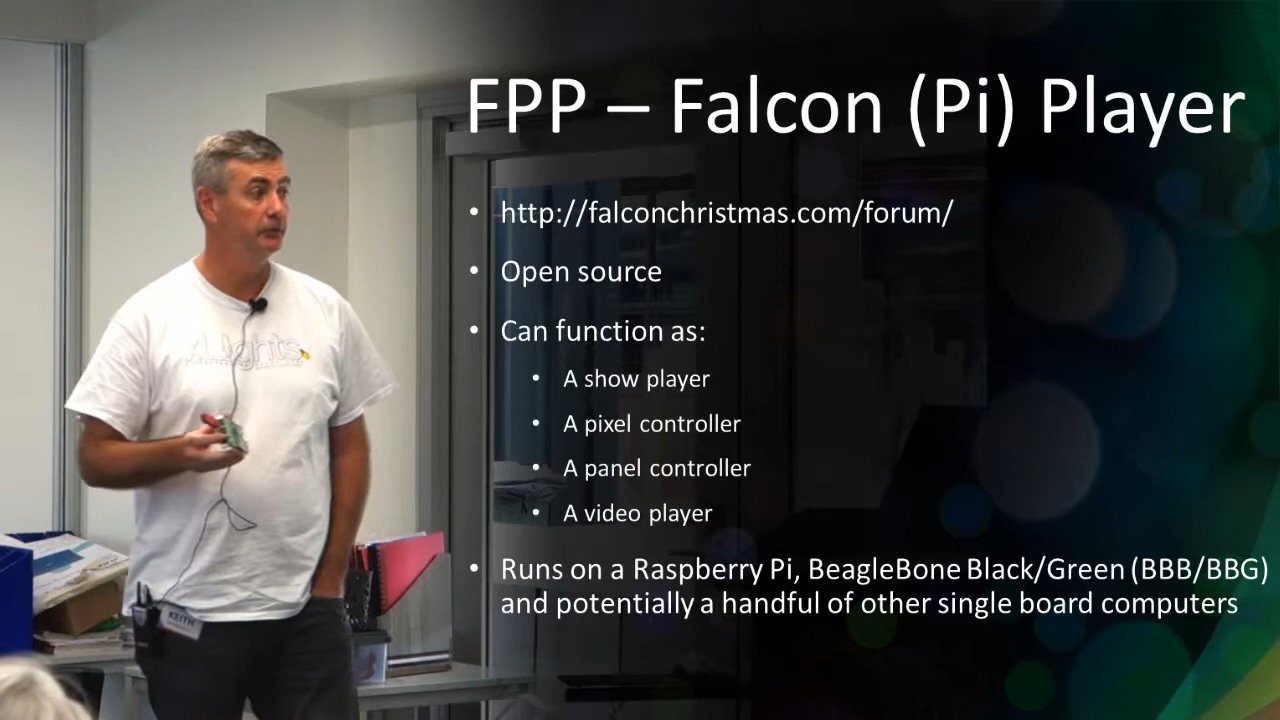 FPP – Falcon (Pi) Player
• http://falconchristmas.com/forum/
• Open source
• Can function as:
• A show player
• A pixel controller
• A panel controller
• A video player
• Runs on a Raspberry Pi, BeagleBone Black/Green (BBB/BBG)
and potentially a handful of other single board computers
xLights
KEITH